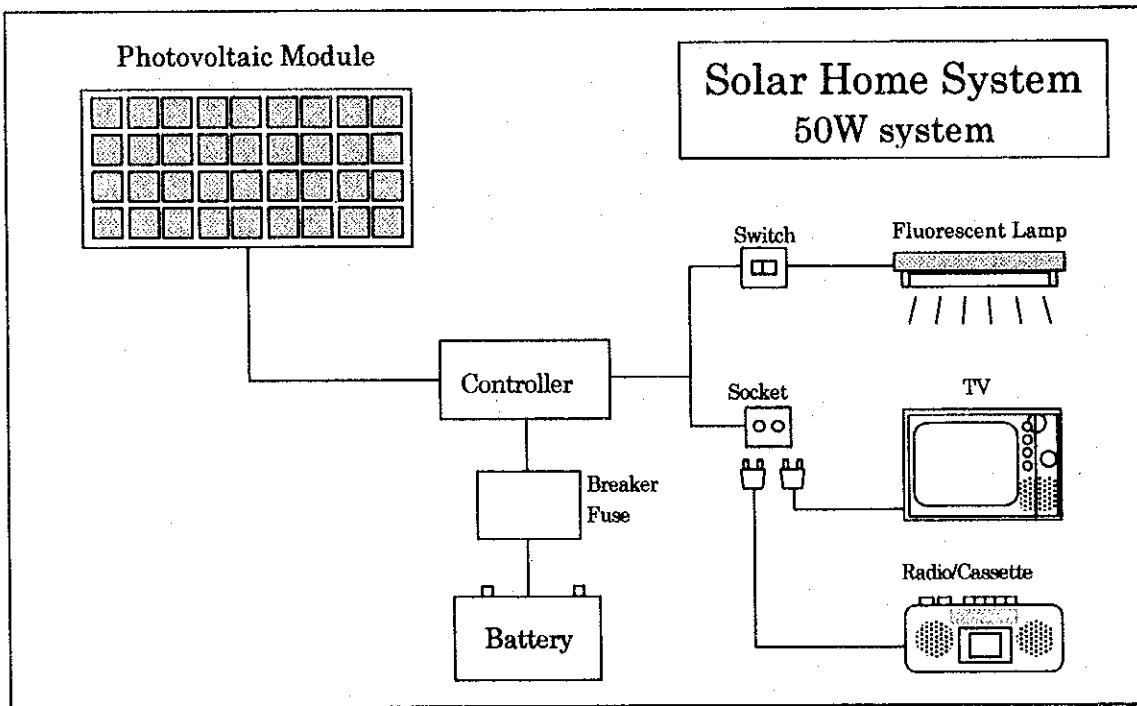 Photovoltaic Module
Solar Home System
50W system
Switch
Fluorescent Lamp
Controller
Socket
TV
Breaker
Fuse
Radio/Cassette
Battery